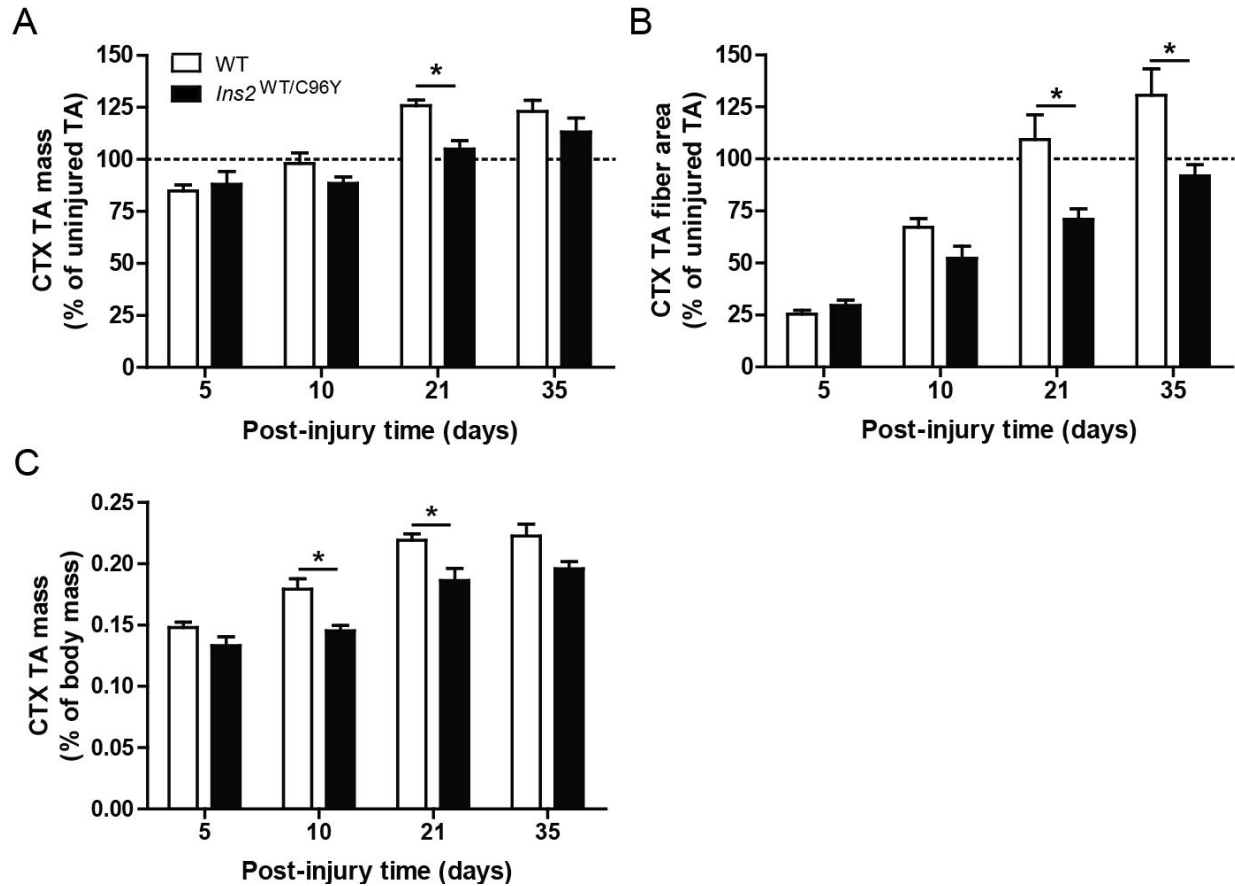 A
WT
Ins2 WT/C96Y
*
150
125
100
75
50
25
0
CTX TA mass
(% of uninjured TA)
5 10 21 35
Post-injury time (days)
B
*
*
150
125
100
75
50
25
0
CTX TA fiber area
(% of uninjured TA)
5 10 21 35
Post-injury time (days)
C
*
*
0.25
0.20
0.15
0.10
0.05
0.00
CTX TA mass
(% of body mass)
5 10 21 35
Post-injury time (days)